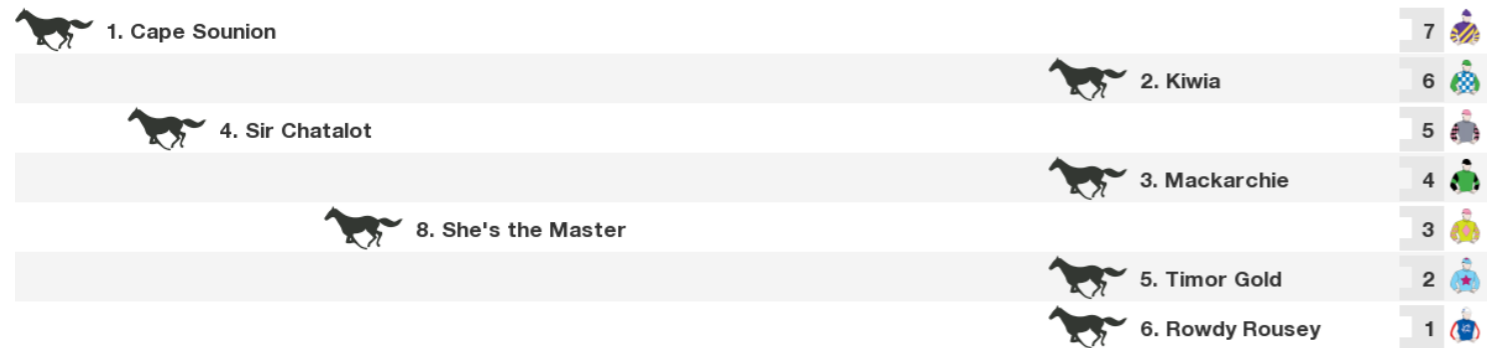 1. Cape Sounion 7
2. Kiwia 6
4. Sir Chatalot 5
3. Mackarchie 4
8. She's the Master 3
5. Timor Gold 2
6. Rowdy Rousey 1